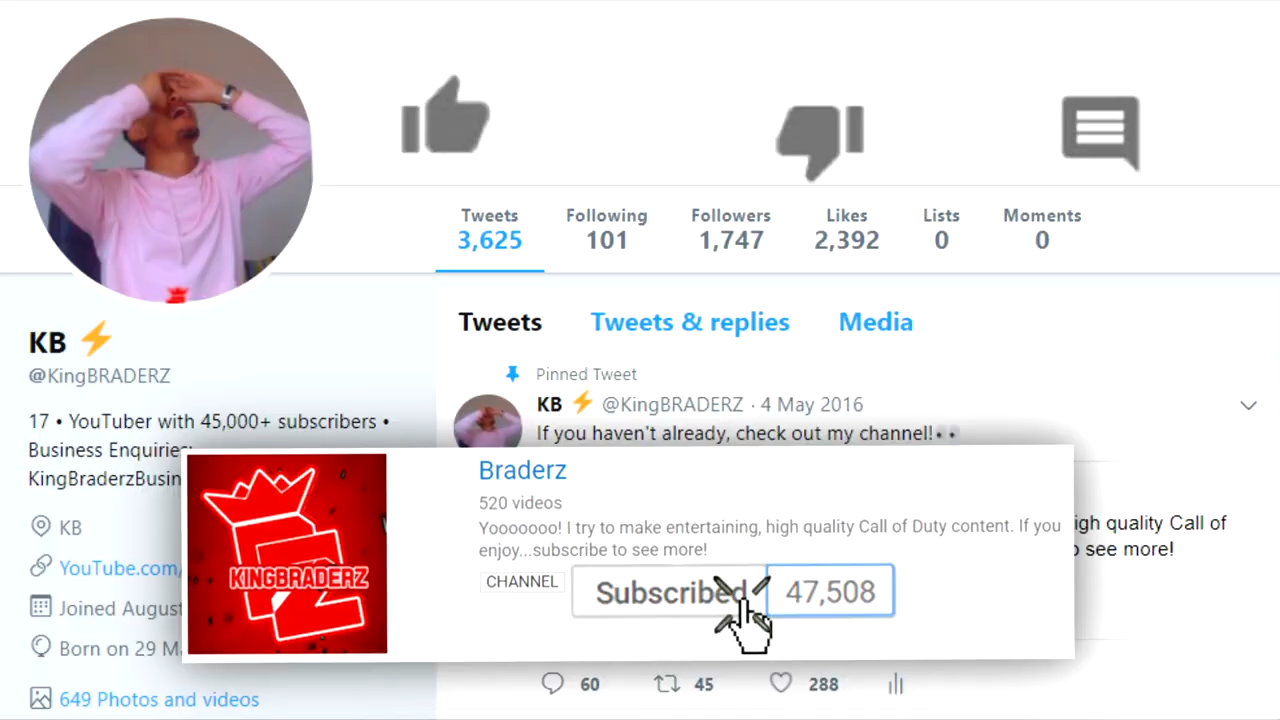 Tweets Following Followers Likes Lists Moments
3,625 101 1,747 2,392 0 0
Tweets Tweets & replies Media
Pinned Tweet
KB @KingBRADERZ · 4 May 2016
If you haven't already, check out my channel!
KB
@KingBRADERZ
17 • YouTuber with 45,000+ subscribers •
Business Enquiries:
KingBraderzBusin
KB
YouTube.com/
Joined August
Born on 29 M
649 Photos and videos
KINGBRADERZ
Braderz
520 videos
Yooooooo! I try to make entertaining, high quality Call of Duty content. If you
enjoy...subscribe to see more!
CHANNEL
Subscribed 47,508
igh quality Call of
see more!
60 45 288